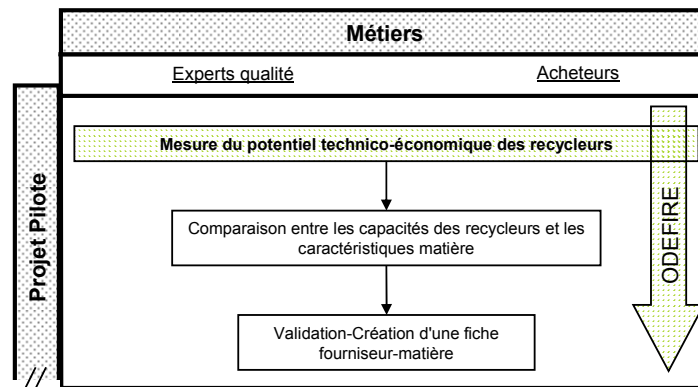 Métiers
Experts qualité Acheteurs
Projet Pilote
Mesure du potentiel technico-économique des recycleurs
Comparaison entre les capacités des recycleurs et les
caractéristiques matière
Validation-Création d'une fiche
fourniseur-matière
ODEFIRE
//